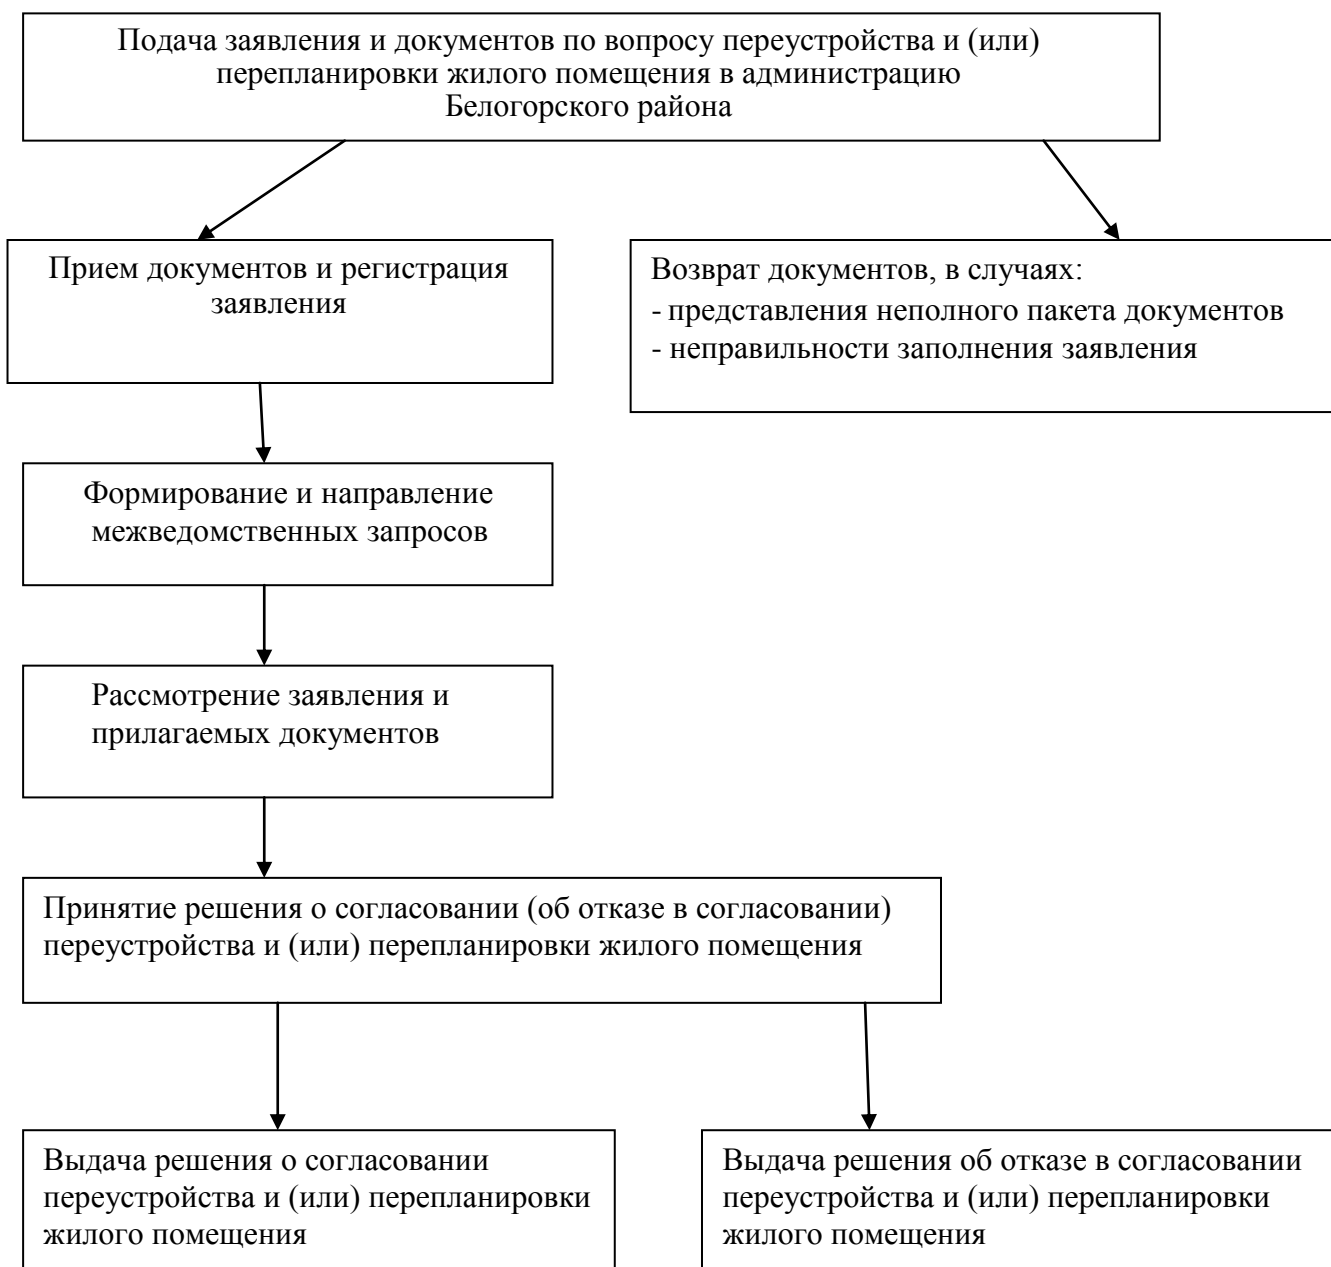 Подача заявления и документов по вопросу переустройства и (или)
перепланировки жилого помещения в администрацию
Белогорского района
Прием документов и регистрация
заявления
Возврат документов, в случаях:
- представления неполного пакета документов
- неправильности заполнения заявления
Формирование и направление
межведомственных запросов
Рассмотрение заявления и
прилагаемых документов
Принятие решения о согласовании (об отказе в согласовании)
переустройства и (или) перепланировки жилого помещения
Выдача решения о согласовании
переустройства и (или) перепланировки
жилого помещения
Выдача решения об отказе в согласовании
переустройства и (или) перепланировки
жилого помещения